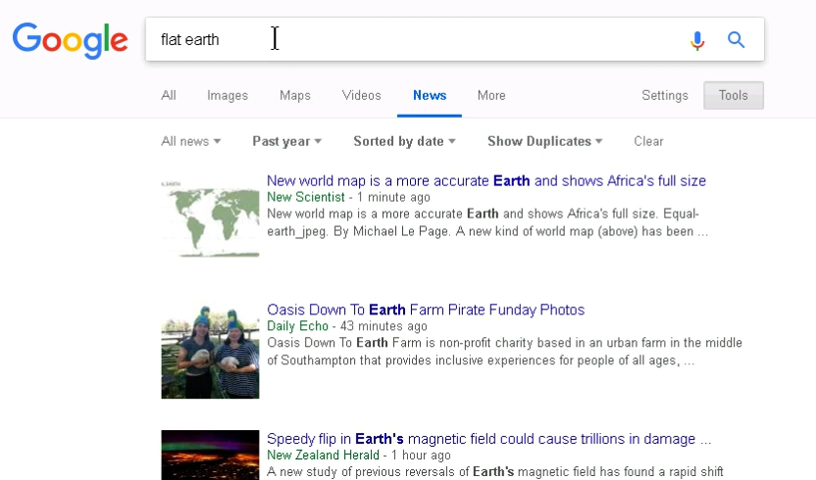 Google
flat earth
All Images Maps Videos News More Settings Tools
All news Past year Sorted by date Show Duplicates Clear
New world map is a more accurate Earth and shows Africa's full size
New Scientist - 1 minute ago
New world map is a more accurate Earth and shows Africa's full size. Equal-
earth_jpeg. By Michael Le Page. A new kind of world map (above) has been ...
Oasis Down To Earth Farm Pirate Funday Photos
Daily Echo - 43 minutes ago
Oasis Down To Earth Farm is non-profit charity based in an urban farm in the middle
of Southampton that provides inclusive experiences for people of all ages, ...
Speedy flip in Earth's magnetic field could cause trillions in damage ...
New Zealand Herald - 1 hour ago
A new study of previous reversals of Earth's magnetic field has found a rapid shift